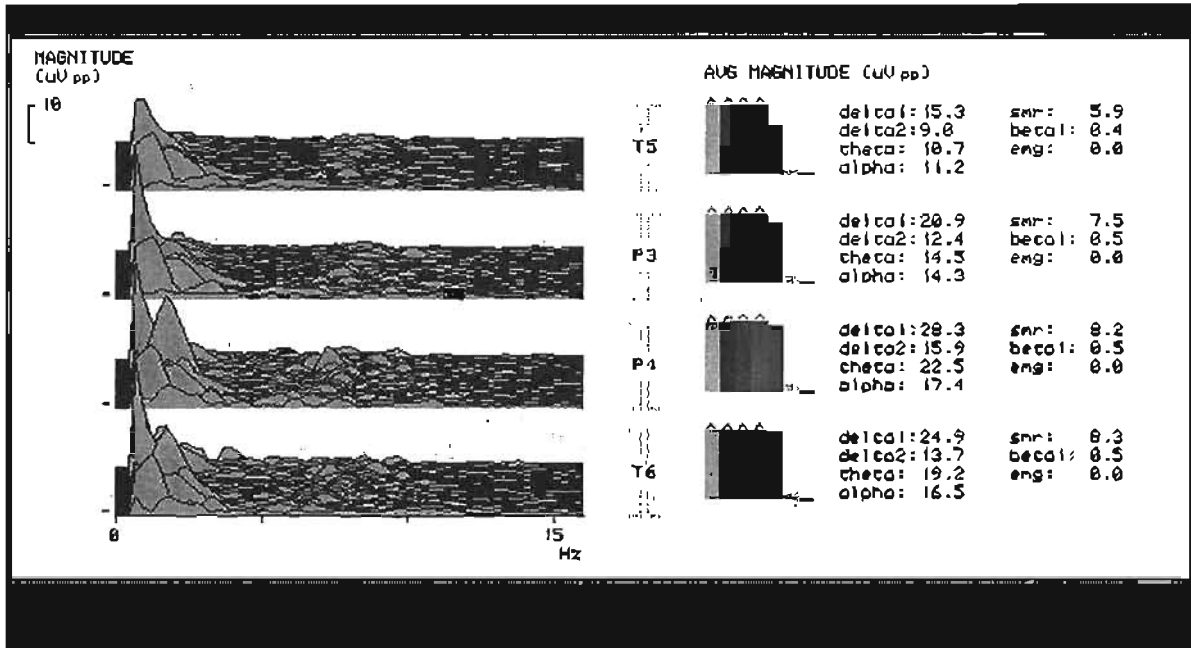 MAGNITUDE
(uV pp)
10
AVG MAGNITUDE (uV pp)
T5
delta1: 15.3 smr: 5.9
delta2: 9.0 beta1: 0.4
theta: 10.7 emg: 0.0
alpha: 11.2
P3
delta1: 20.9 smr: 7.5
delta2: 12.4 beta1: 0.5
theta: 14.5 emg: 0.0
alpha: 14.3
P4
delta1: 28.3 smr: 8.2
delta2: 15.9 beta1: 0.5
theta: 22.5 emg: 0.0
alpha: 17.4
T6
delta1: 24.9 smr: 8.3
delta2: 13.7 beta1: 0.5
theta: 19.2 emg: 0.0
alpha: 16.5
0 15
Hz